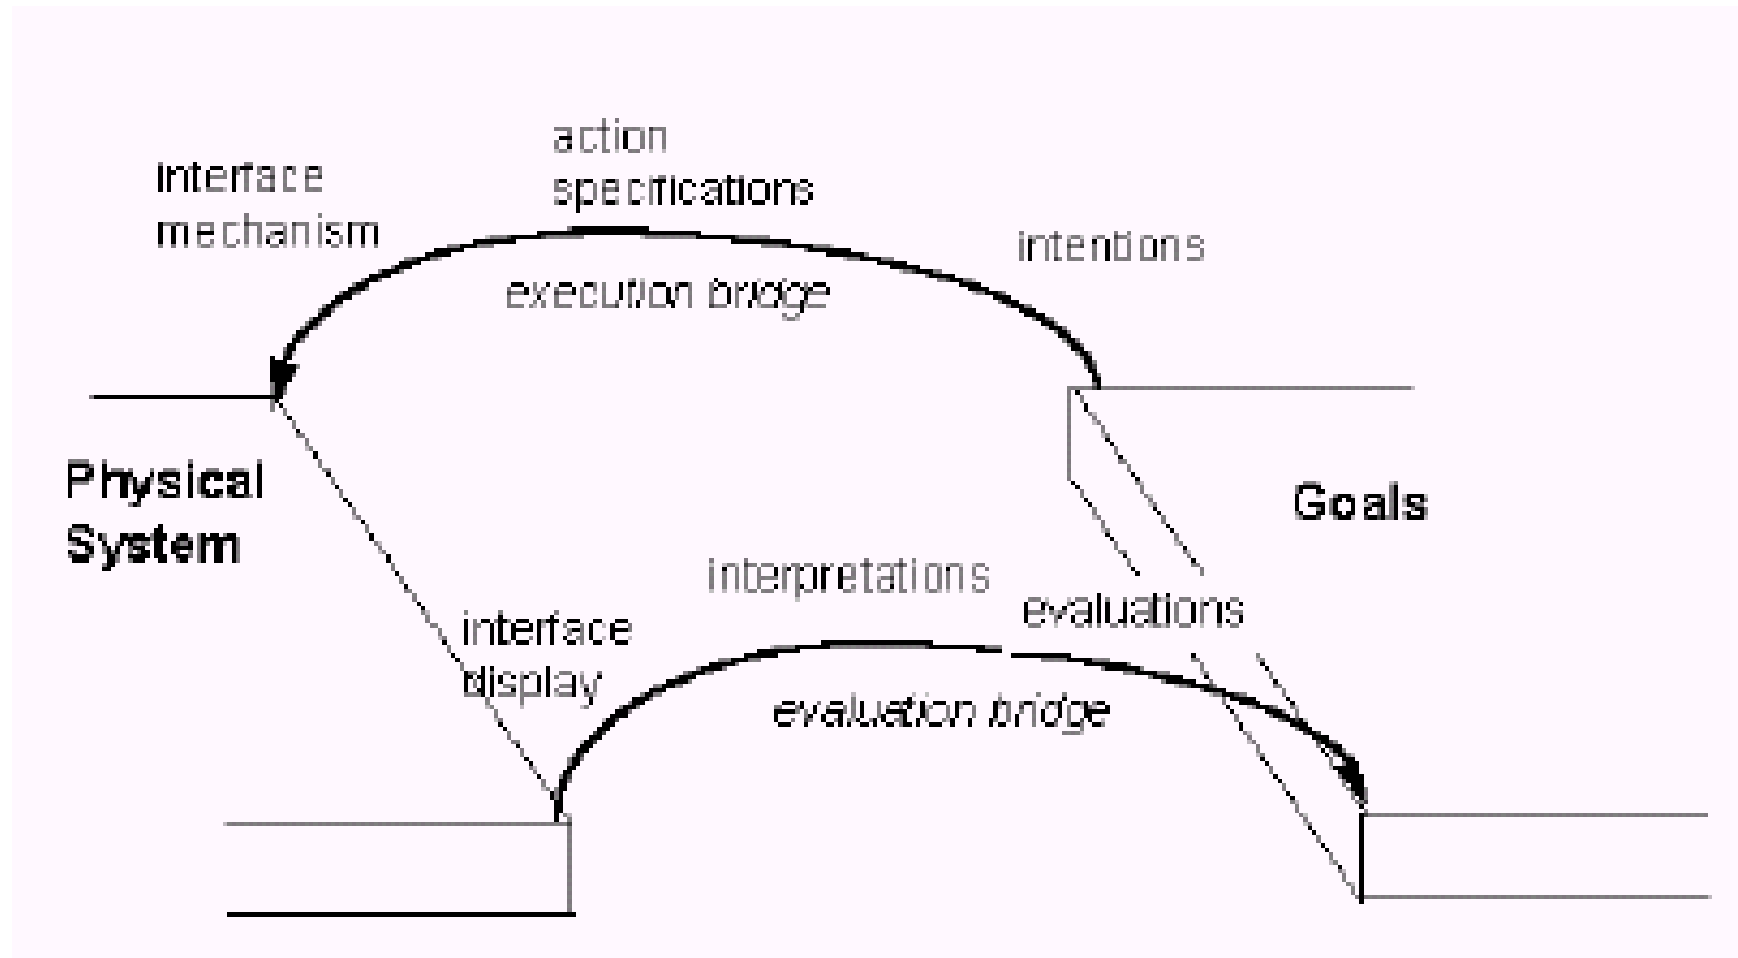 action
specifications
interface
mechanism
intentions
execution bridge
Physical
System
Goals
interpretations
evaluations
interface
display
evaluation bridge